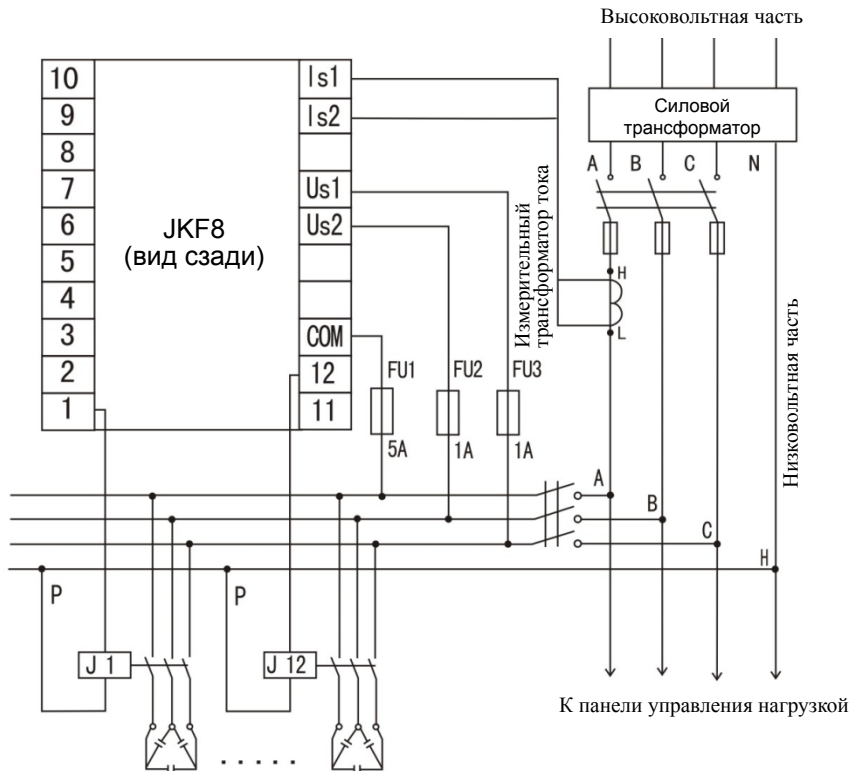 Высоковольтная часть
Силовой
трансформатор
A B C N
10
9
8
7
6
5
4
3
2
1
JKF8
(вид сзади)
Is1
Is2
Us1
Us2
COM
12
11
Измерительный
трансформатор тока
H
L
Низковольтная часть
FU1 FU2 FU3
5A 1A 1A
A
B
C
H
P P
J 1 J 12
К панели управления нагрузкой
. . . . .